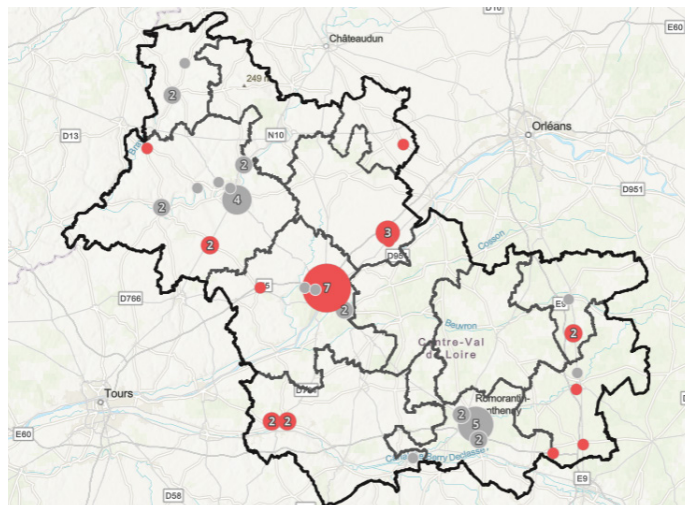 D10
E60
Châteaudun
249 m
2
D13
Orléans
N10
2
D951
4
2
Cosson
2
3
D766
7
2
2
Beuvron
Centre-Val
de Loire
Tours
Romorantin-
2
5
2
2
2
E60
E9
D58